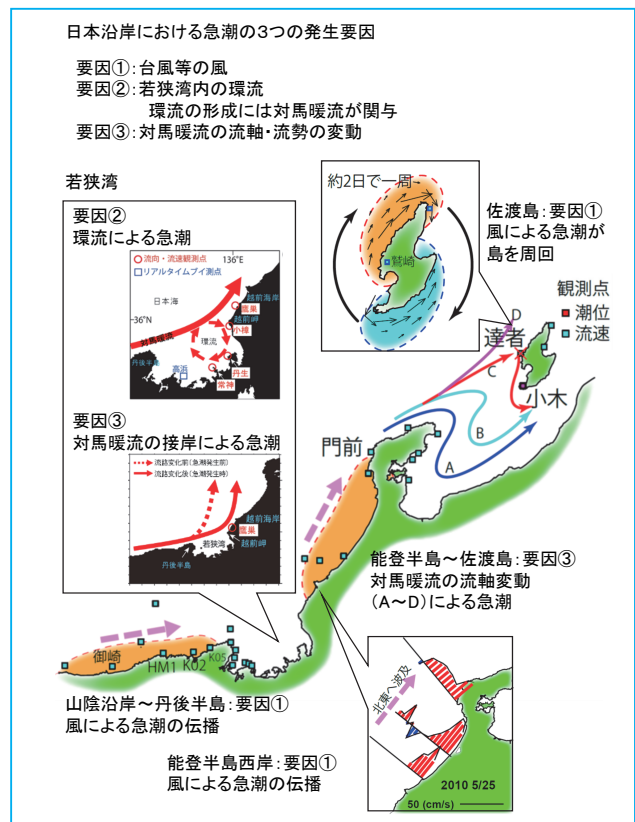 日本沿岸における急潮の3つの発生要因
要因①:台風等の風
要因②:若狭湾内の環流
環流の形成には対馬暖流が関与
要因③:対馬暖流の流軸・流勢の変動
若狭湾
要因②
環流による急潮
流向・流速観測点
リアルタイムブイ測点
136°E
日本海
36°N
越前海岸
鷹巣
越前岬
小樟
対馬暖流
環流
丹後半島
高浜
丹生
常神
要因③
対馬暖流の接岸による急潮
流路変化前(急潮発生前)
流路変化後(急潮発生時)
越前海岸
鷹巣
若狭湾
越前岬
丹後半島
約2日で一周
鷲崎
佐渡島:要因①
風による急潮が
島を周回
観測点
潮位
流速
D
達者
C
小木
B
A
門前
能登半島~佐渡島:要因③
対馬暖流の流軸変動
(A~D)による急潮
御崎
HM1
K02
K05
山陰沿岸~丹後半島:要因①
風による急潮の伝播
能登半島西岸:要因①
風による急潮の伝播
北東へ波及
2010 5/25
50 (cm/s)